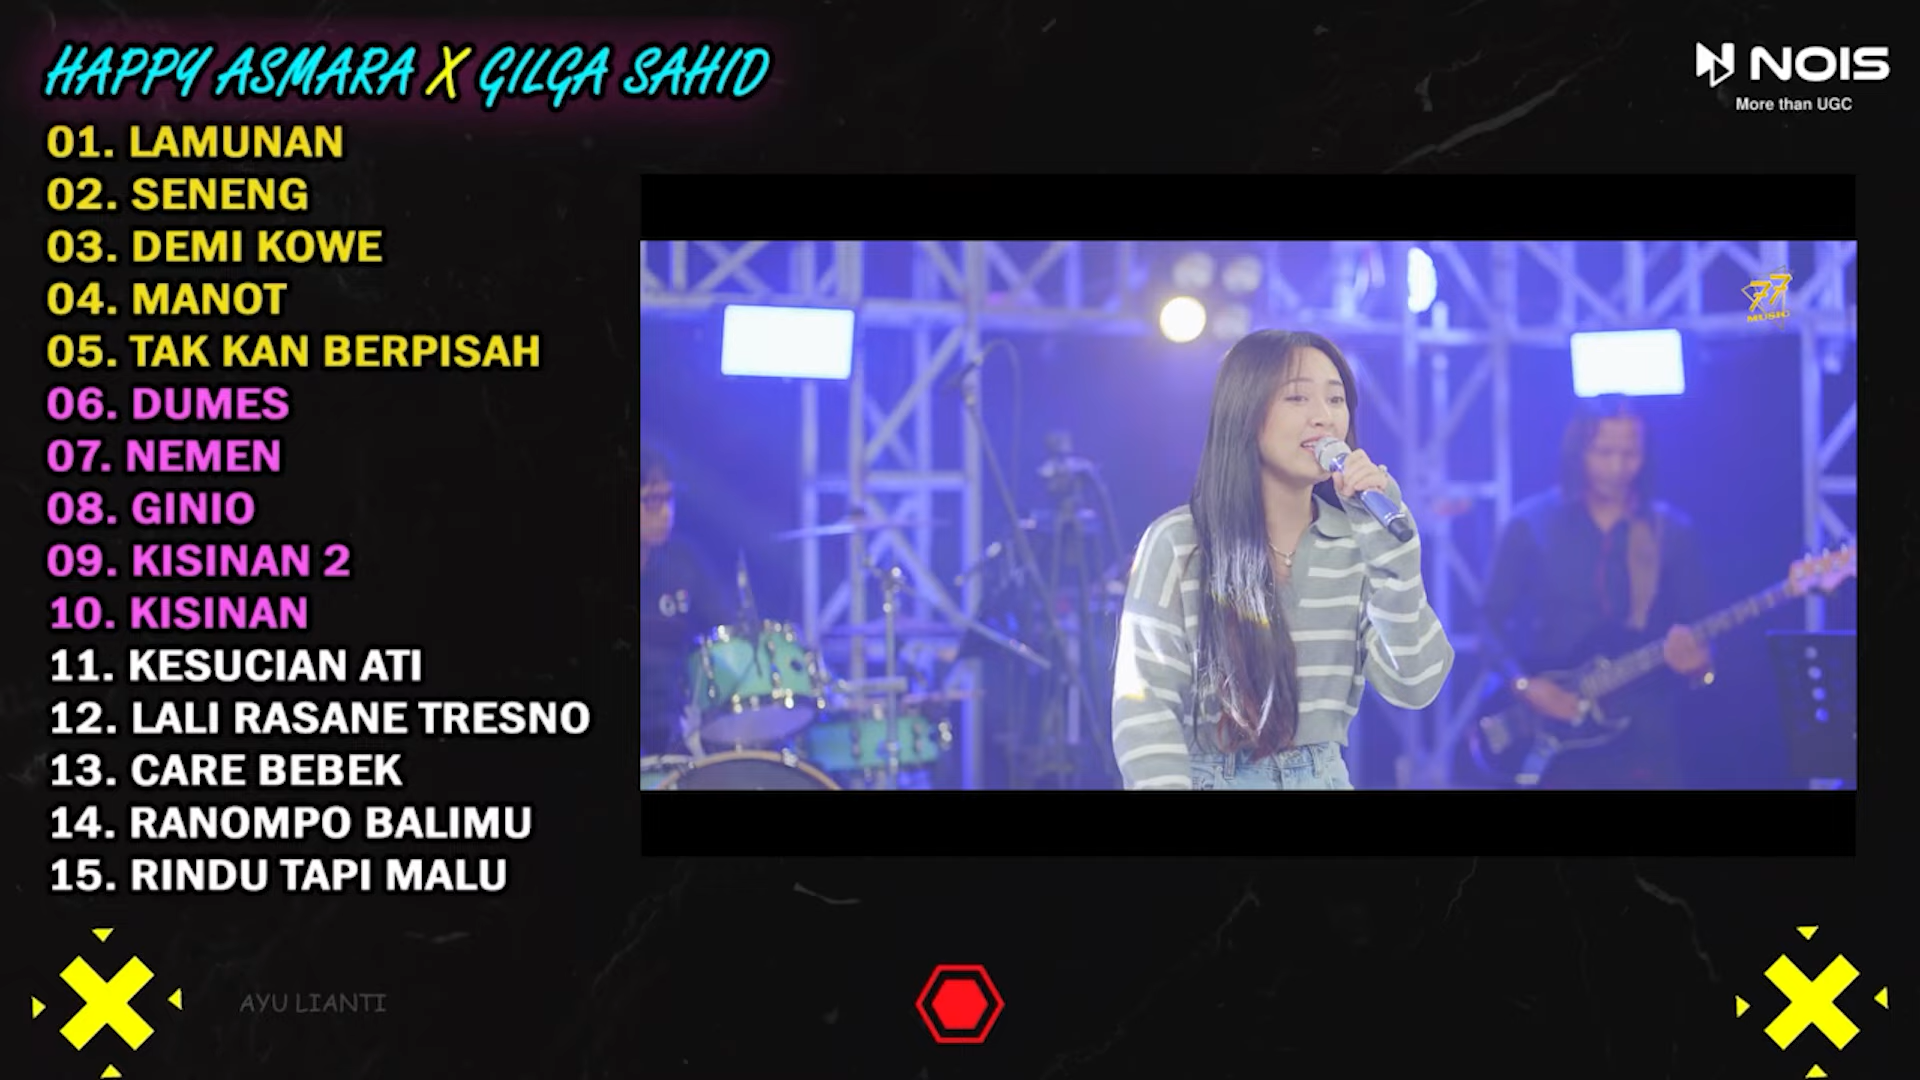 HAPPY ASMARA X GILGA SAHID
NOIS
More than UGC
01. LAMUNAN
02. SENENG
03. DEMI KOWE
04. MANOT
05. TAK KAN BERPISAH
06. DUMES
07. NEMEN
08. GINIO
09. KISINAN 2
10. KISINAN
11. KESUCIAN ATI
12. LALI RASANE TRESNO
13. CARE BEBEK
14. RANOMPO BALIMU
15. RINDU TAPI MALU
77
MUSIC
AYU LIANTI